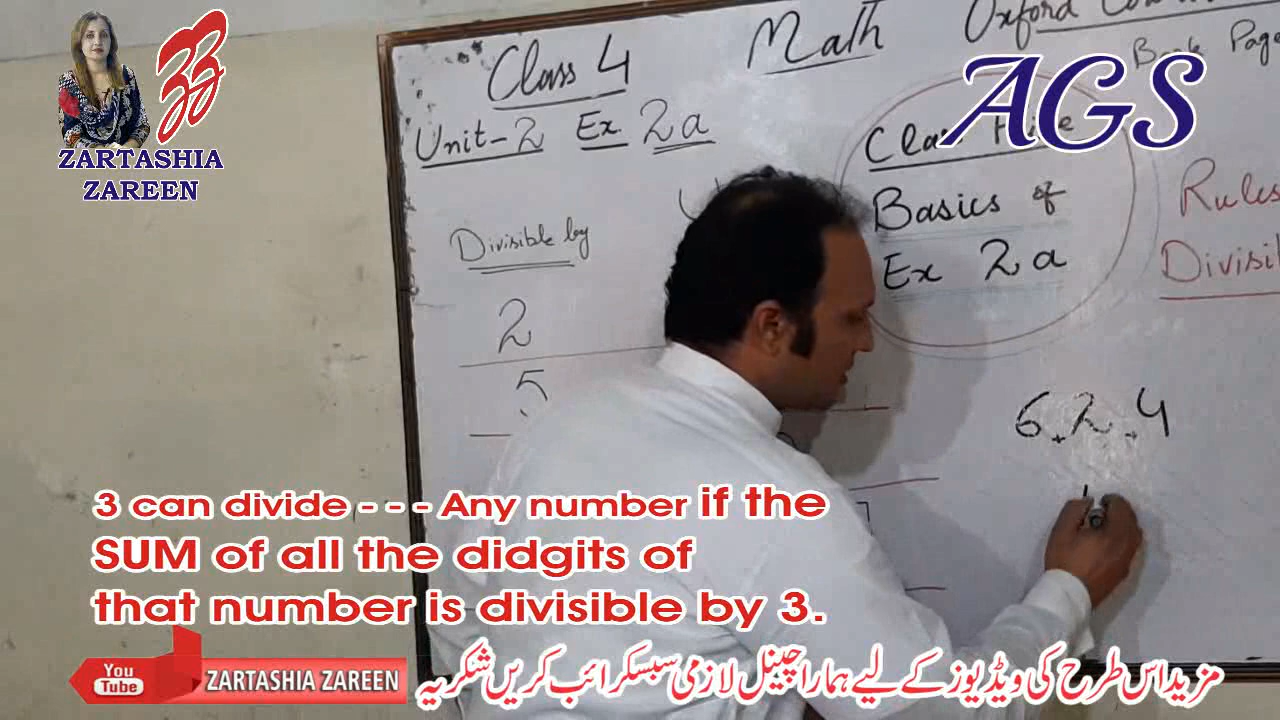 ZARTASHIA
ZAREEN
AGS
Class 4
Math
Oxford
Book Page
Unit-2 Ex 2a
Basics of
Ex 2a
Rules
Divisible by
2
5
6 . 2 . 4
3 can divide - - - Any number if the
SUM of all the didgits of
that number is divisible by 3.
You
Tube
ZARTASHIA ZAREEN
مزید اس طرح کی ویڈیوز کے لیے ہمارا چینل لازمی سبسکرائب کریں شکریہ